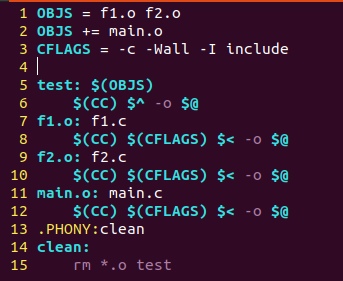 1 OBJS = f1.o f2.o
2 OBJS += main.o
3 CFLAGS = -c -Wall -I include
4
5 test: $(OBJS)
6     $(CC) $^ -o $@
7 f1.o: f1.c
8     $(CC) $(CFLAGS) $< -o $@
9 f2.o: f2.c
10     $(CC) $(CFLAGS) $< -o $@
11 main.o: main.c
12     $(CC) $(CFLAGS) $< -o $@
13 .PHONY:clean
14 clean:
15     rm *.o test